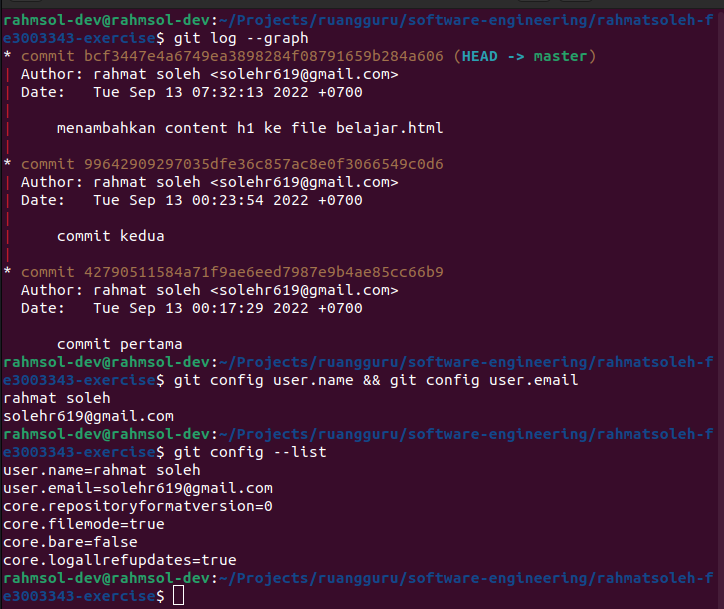 rahmsol-dev@rahmsol-dev:~/Projects/ruangguru/software-engineering/rahmatsoleh-f
e3003343-exercise$ git log --graph
* commit bcf3447e4a6749ea3898284f08791659b284a606 (HEAD -> master)
| Author: rahmat soleh <solehr619@gmail.com>
| Date:   Tue Sep 13 07:32:13 2022 +0700
|
|     menambahkan content h1 ke file belajar.html
|
* commit 99642909297035dfe36c857ac8e0f3066549c0d6
| Author: rahmat soleh <solehr619@gmail.com>
| Date:   Tue Sep 13 00:23:54 2022 +0700
|
|     commit kedua
|
* commit 42790511584a71f9ae6eed7987e9b4ae85cc66b9
  Author: rahmat soleh <solehr619@gmail.com>
  Date:   Tue Sep 13 00:17:29 2022 +0700
      commit pertama
rahmsol-dev@rahmsol-dev:~/Projects/ruangguru/software-engineering/rahmatsoleh-f
e3003343-exercise$ git config user.name && git config user.email
rahmat soleh
solehr619@gmail.com
rahmsol-dev@rahmsol-dev:~/Projects/ruangguru/software-engineering/rahmatsoleh-f
e3003343-exercise$ git config --list
user.name=rahmat soleh
user.email=solehr619@gmail.com
core.repositoryformatversion=0
core.filemode=true
core.bare=false
core.logallrefupdates=true
rahmsol-dev@rahmsol-dev:~/Projects/ruangguru/software-engineering/rahmatsoleh-f
e3003343-exercise$